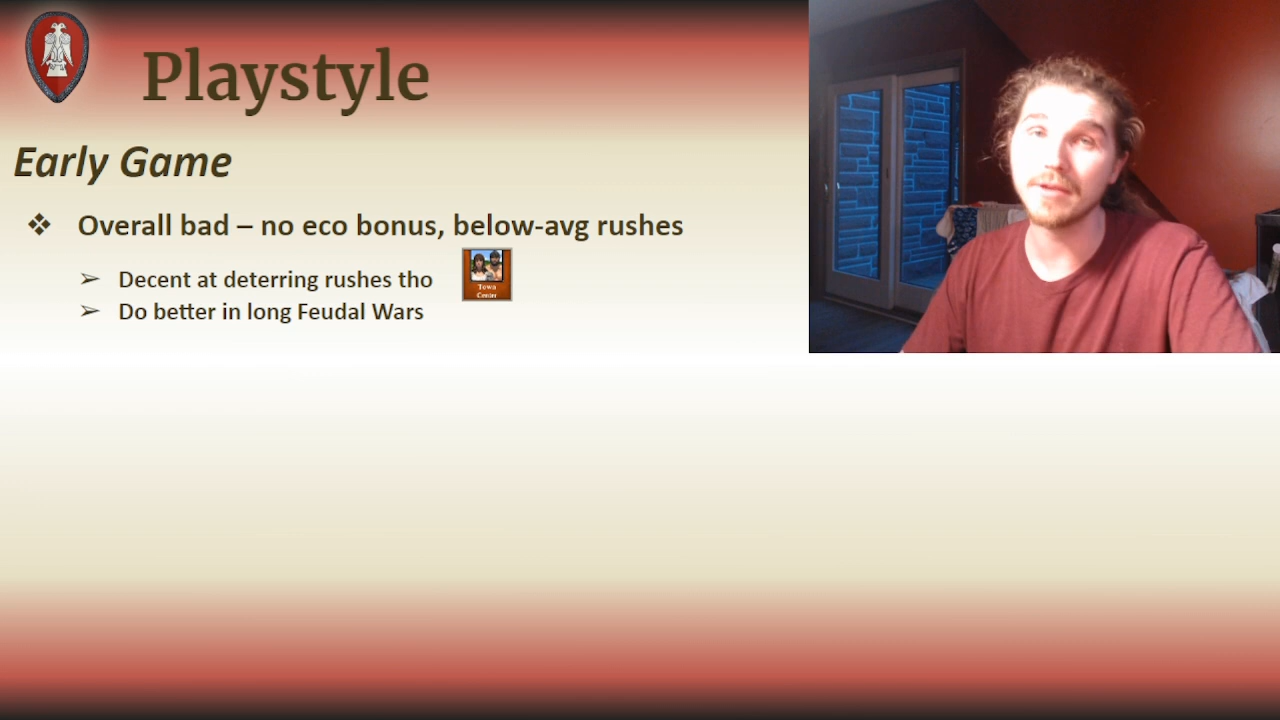 Playstyle
Early Game
Overall bad – no eco bonus, below-avg rushes
Decent at deterring rushes tho
Town
Center
Do better in long Feudal Wars